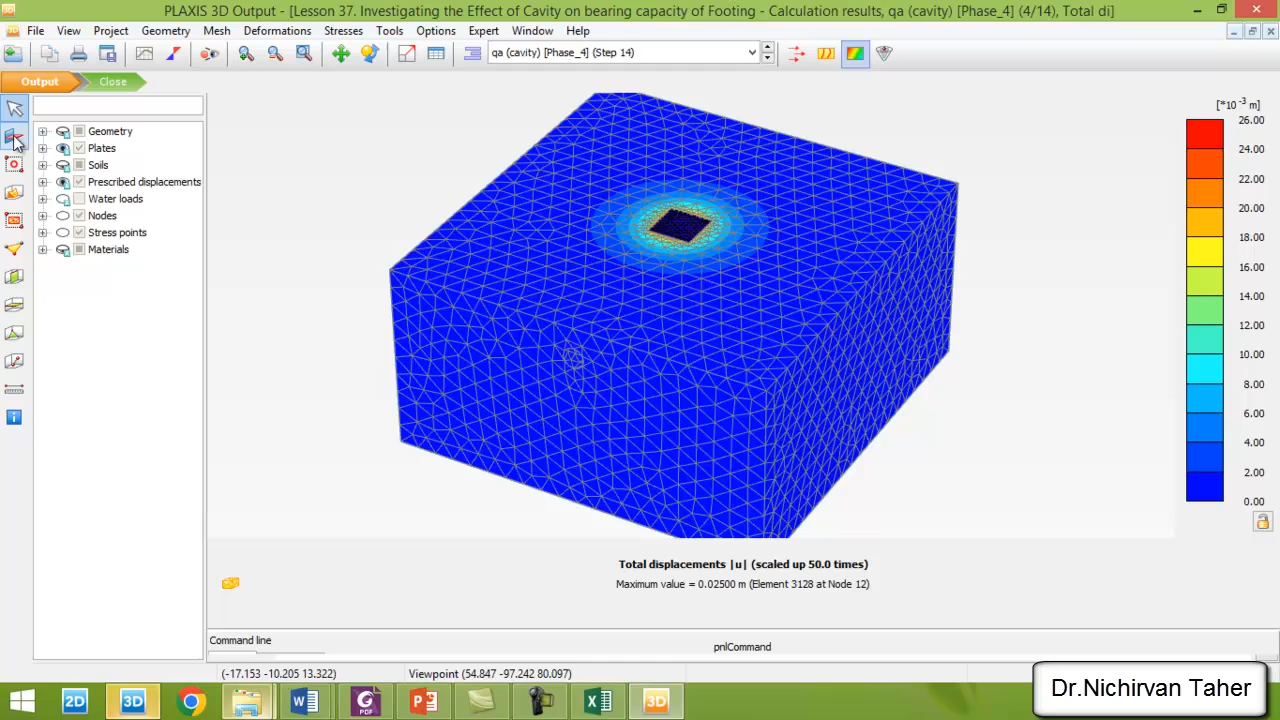 PLAXIS 3D Output - [Lesson 37. Investigating the Effect of Cavity on bearing capacity of Footing - Calculation results, qa (cavity) [Phase_4] (4/14), Total di]
File View Project Geometry Mesh Deformations Stresses Tools Options Expert Window Help
qa (cavity) [Phase_4] (Step 14)
Output Close
Geometry
Plates
Soils
Prescribed displacements
Water loads
Nodes
Stress points
Materials
[*10 -3 m]
26.00
24.00
22.00
20.00
18.00
16.00
14.00
12.00
10.00
8.00
6.00
4.00
2.00
0.00
Total displacements |u| (scaled up 50.0 times)
Maximum value = 0.02500 m (Element 3128 at Node 12)
Command line
pnlCommand
(-17.153 -10.205 13.322) Viewpoint (54.847 -97.242 80.097)
2D 3D W G PDF P X 3D
Dr.Nichirvan Taher